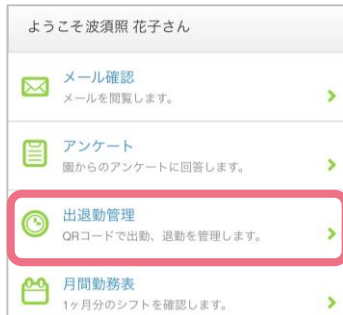 ようこそ波須照 花子さん
メール確認
メールを閲覧します。
アンケート
園からのアンケートに回答します。
出退勤管理
QRコードで出勤、退勤を管理します。
月間勤務表
1ヶ月分のシフトを確認します。